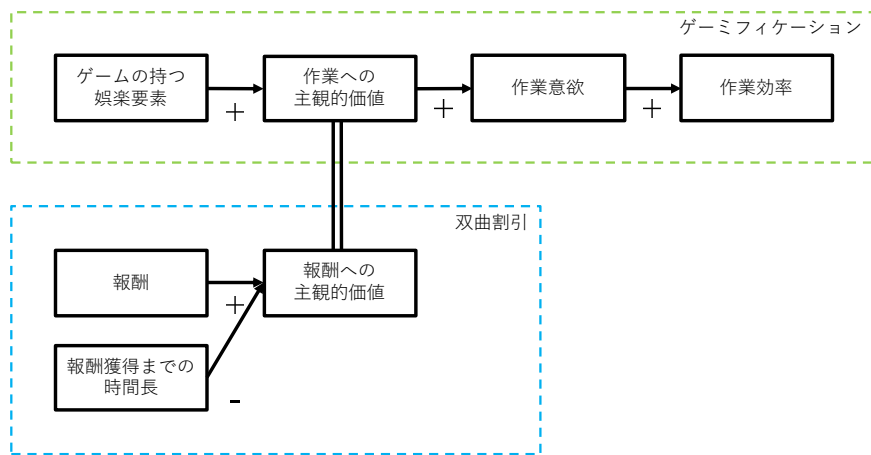 ゲーミフィケーション
ゲームの持つ
娯楽要素
+
作業への
主観的価値
+
作業意欲
+
作業効率
双曲割引
報酬
+
報酬への
主観的価値
報酬獲得までの
時間長
-